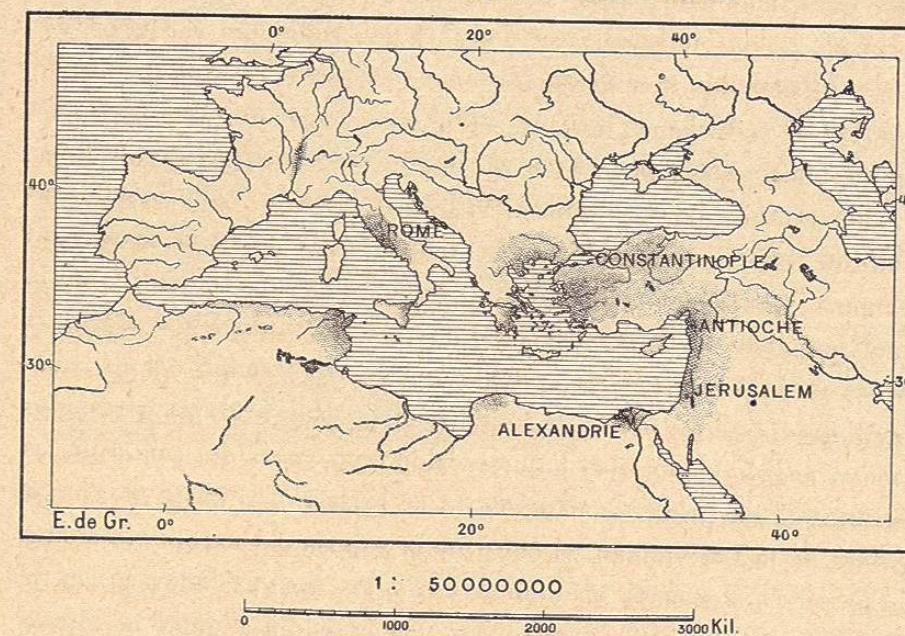 0° 20° 40°
40°
ROME
CONSTANTINOPLE
ANTIOCHE
30°
JERUSALEM
ALEXANDRIE
E. de Gr. 0° 20° 40°
1: 50000000
0 1000 2000 3000 Kil.